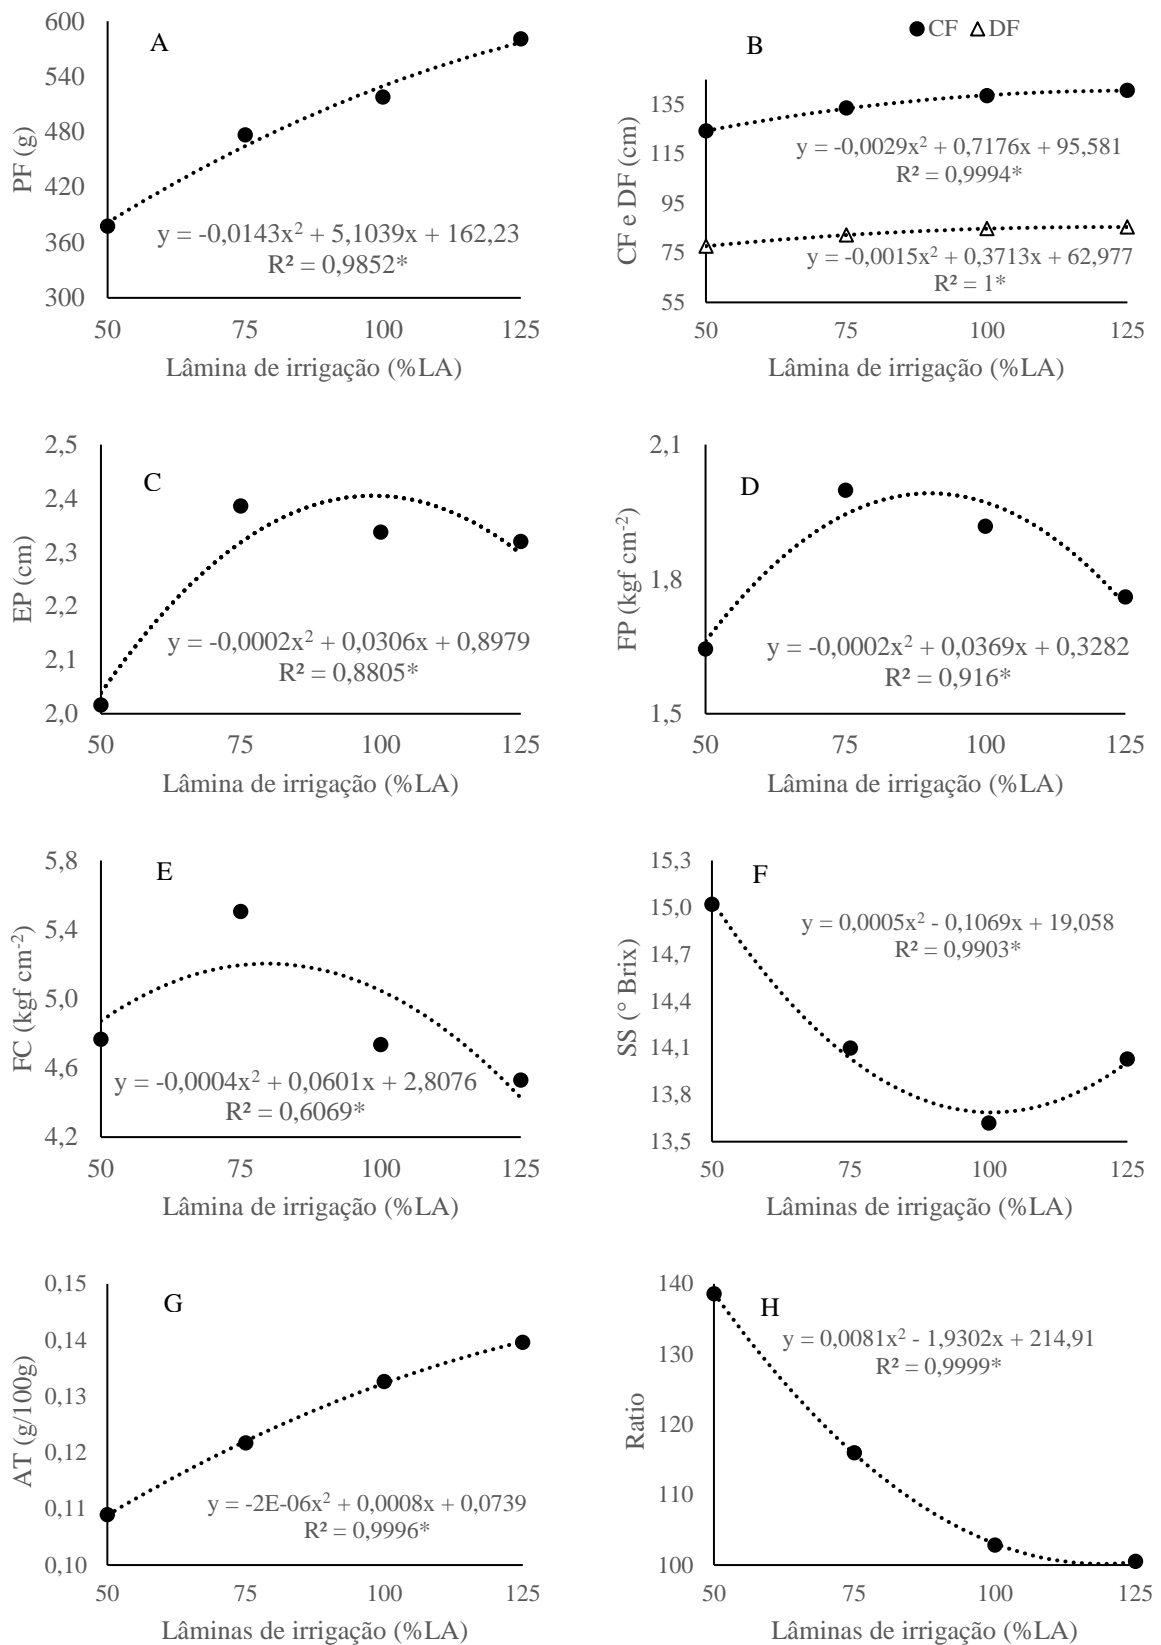 A
PF (g)
600
540
480
420
360
300
y = -0,0143x² + 5,1039x + 162,23
R² = 0,9852*
50 75 100 125
Lâmina de irrigação (%LA)
B
CF DF
CF e DF (cm)
135
115
95
75
55
y = -0,0029x² + 0,7176x + 95,581
R² = 0,9994*
y = -0,0015x² + 0,3713x + 62,977
R² = 1*
50 75 100 125
Lâmina de irrigação (%LA)
C
EP (cm)
2,5
2,4
2,3
2,2
2,1
2,0
y = -0,0002x² + 0,0306x + 0,8979
R² = 0,8805*
50 75 100 125
Lâmina de irrigação (%LA)
D
FP (kgf cm⁻²)
2,1
1,8
1,5
y = -0,0002x² + 0,0369x + 0,3282
R² = 0,916*
50 75 100 125
Lâmina de irrigação (%LA)
E
FC (kgf cm⁻²)
5,8
5,4
5,0
4,6
4,2
y = -0,0004x² + 0,0601x + 2,8076
R² = 0,6069*
50 75 100 125
Lâmina de irrigação (%LA)
F
SS (° Brix)
15,3
15,0
14,7
14,4
14,1
13,8
13,5
y = 0,0005x² - 0,1069x + 19,058
R² = 0,9903*
50 75 100 125
Lâminas de irrigação (%LA)
G
AT (g/100g)
0,15
0,14
0,13
0,12
0,11
0,10
y = -2E-06x² + 0,0008x + 0,0739
R² = 0,9996*
50 75 100 125
Lâminas de irrigação (%LA)
H
Ratio
140
130
120
110
100
y = 0,0081x² - 1,9302x + 214,91
R² = 0,9999*
50 75 100 125
Lâminas de irrigação (%LA)